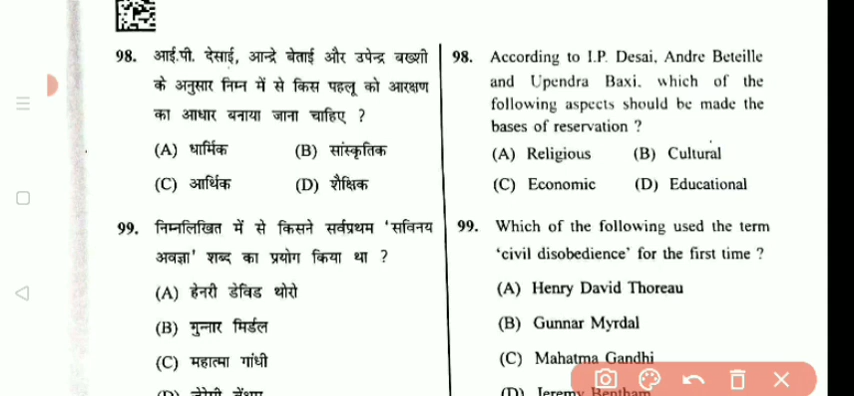 98. आई.पी. देसाई, आन्द्रे बेताई और उपेन्द्र बख्शी
के अनुसार निम्न में से किस पहलू को आरक्षण
का आधार बनाया जाना चाहिए ?
(A) धार्मिक (B) सांस्कृतिक
(C) आर्थिक (D) शैक्षिक
99. निम्नलिखित में से किसने सर्वप्रथम 'सविनय
अवज्ञा' शब्द का प्रयोग किया था ?
(A) हेनरी डेविड थोरो
(B) गुन्नार मिर्डल
(C) महात्मा गांधी
98. According to I.P. Desai, Andre Beteille
and Upendra Baxi. which of the
following aspects should be made the
bases of reservation ?
(A) Religious (B) Cultural
(C) Economic (D) Educational
99. Which of the following used the term
'civil disobedience' for the first time ?
(A) Henry David Thoreau
(B) Gunnar Myrdal
(C) Mahatma Gandhi
(D) Jeremy Bentham